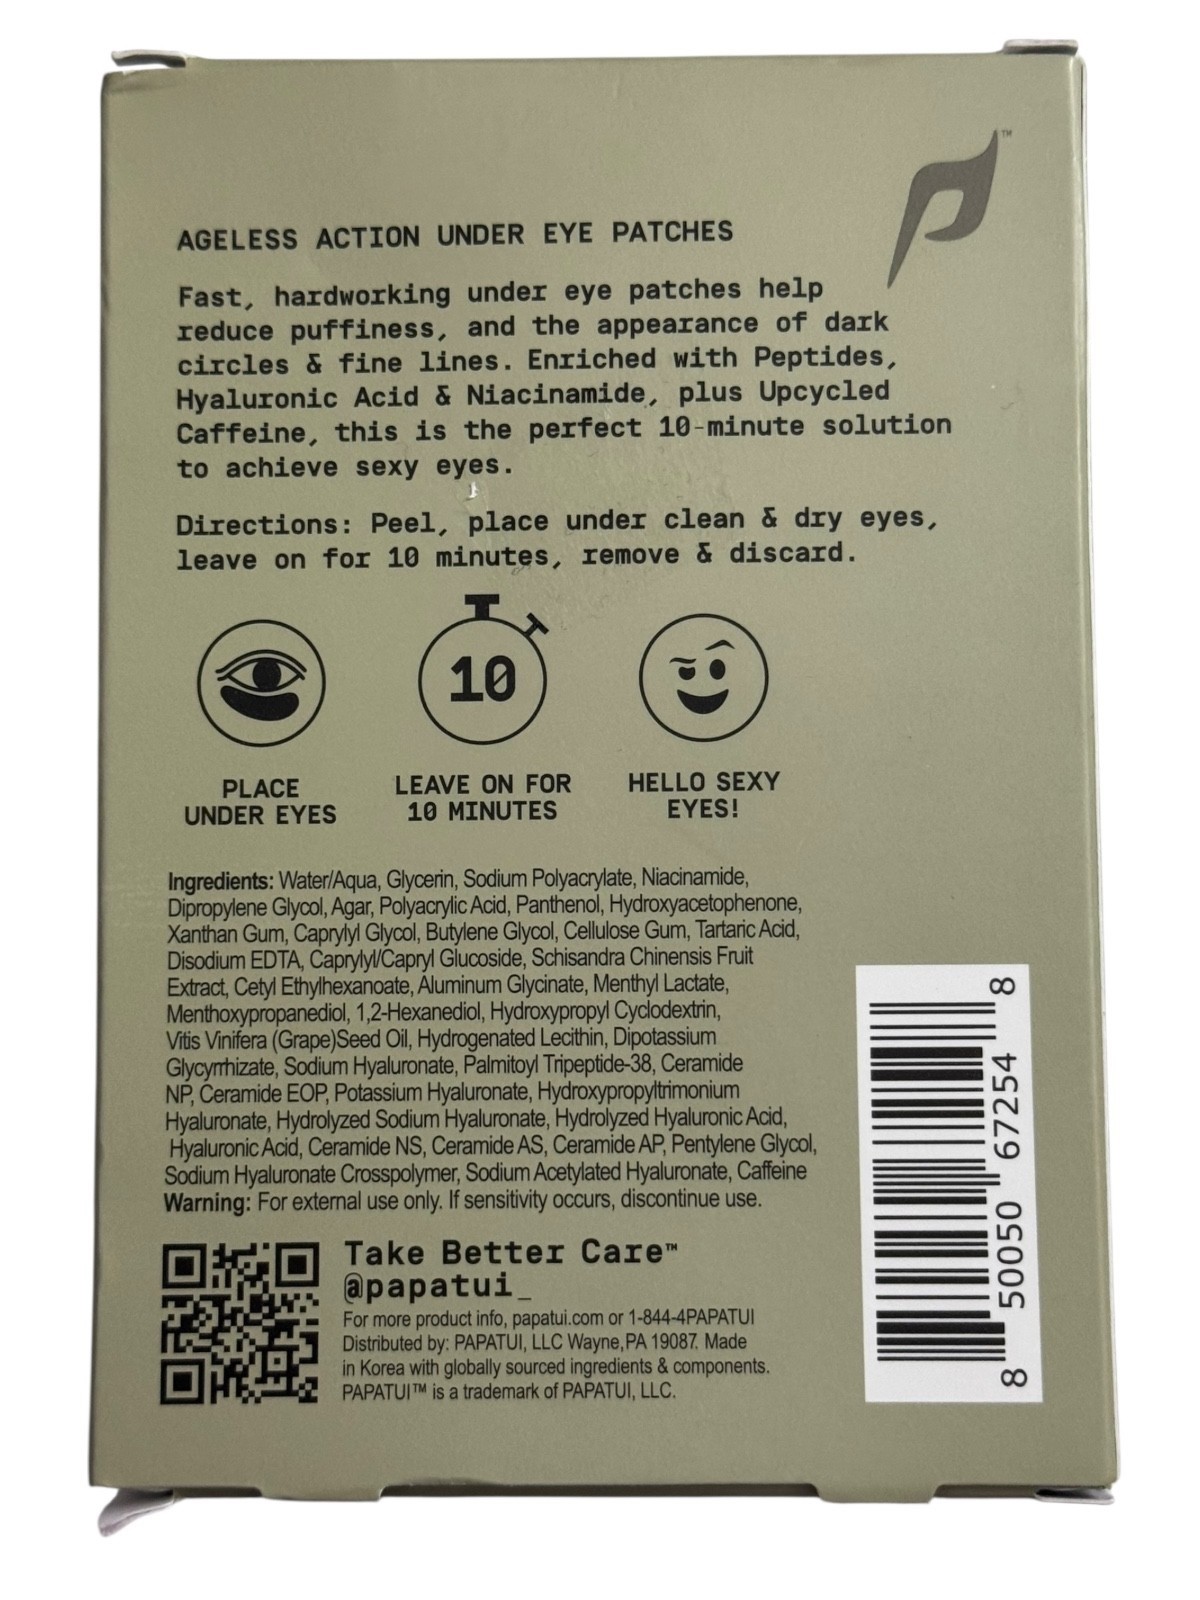 TM
AGELESS ACTION UNDER EYE PATCHES
Fast, hardworking under eye patches help
reduce puffiness, and the appearance of dark
circles & fine lines. Enriched with Peptides,
Hyaluronic Acid & Niacinamide, plus Upcycled
Caffeine, this is the perfect 10-minute solution
to achieve sexy eyes.
Directions: Peel, place under clean & dry eyes,
leave on for 10 minutes, remove & discard.
10
PLACE
UNDER EYES
LEAVE ON FOR
10 MINUTES
HELLO SEXY
EYES!
Ingredients: Water/Aqua, Glycerin, Sodium Polyacrylate, Niacinamide,
Dipropylene Glycol, Agar, Polyacrylic Acid, Panthenol, Hydroxyacetophenone,
Xanthan Gum, Caprylyl Glycol, Butylene Glycol, Cellulose Gum, Tartaric Acid,
Disodium EDTA, Caprylyl/Capryl Glucoside, Schisandra Chinensis Fruit
Extract, Cetyl Ethylhexanoate, Aluminum Glycinate, Menthyl Lactate,
Menthoxypropanediol, 1,2-Hexanediol, Hydroxypropyl Cyclodextrin,
Vitis Vinifera (Grape)Seed Oil, Hydrogenated Lecithin, Dipotassium
Glycyrrhizate, Sodium Hyaluronate, Palmitoyl Tripeptide-38, Ceramide
NP, Ceramide EOP, Potassium Hyaluronate, Hydroxypropyltrimonium
Hyaluronate, Hydrolyzed Sodium Hyaluronate, Hydrolyzed Hyaluronic Acid,
Hyaluronic Acid, Ceramide NS, Ceramide AS, Ceramide AP, Pentylene Glycol,
Sodium Hyaluronate Crosspolymer, Sodium Acetylated Hyaluronate, Caffeine
Warning: For external use only. If sensitivity occurs, discontinue use.
Take Better Care™
@papatui_
For more product info, papatui.com or 1-844-4PAPATUI
Distributed by: PAPATUI, LLC Wayne,PA 19087. Made
in Korea with globally sourced ingredients & components.
PAPATUI™ is a trademark of PAPATUI, LLC.
8 50050 67254 8